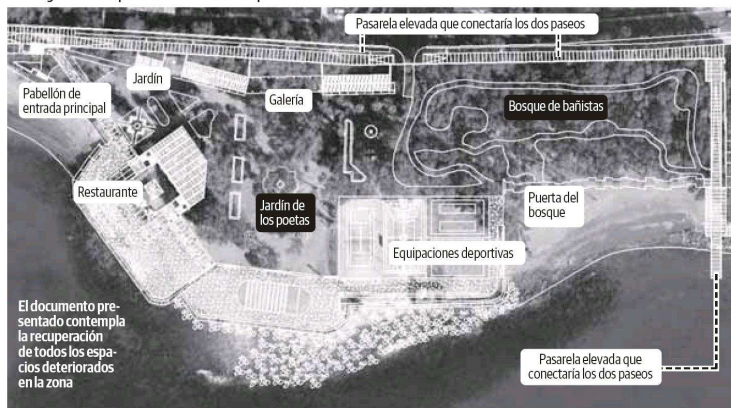 Pasarela elevada que conectaría los dos paseos
Jardín
Pabellón de
entrada principal
Galería
Bosque de bañistas
Restaurante
Jardín de
los poetas
Puerta del
bosque
Equipaciones deportivas
El documento pre-
sentado contempla
la recuperación
de todos los espa-
cios deteriorados
en la zona
Pasarela elevada que
conectaría los dos paseos